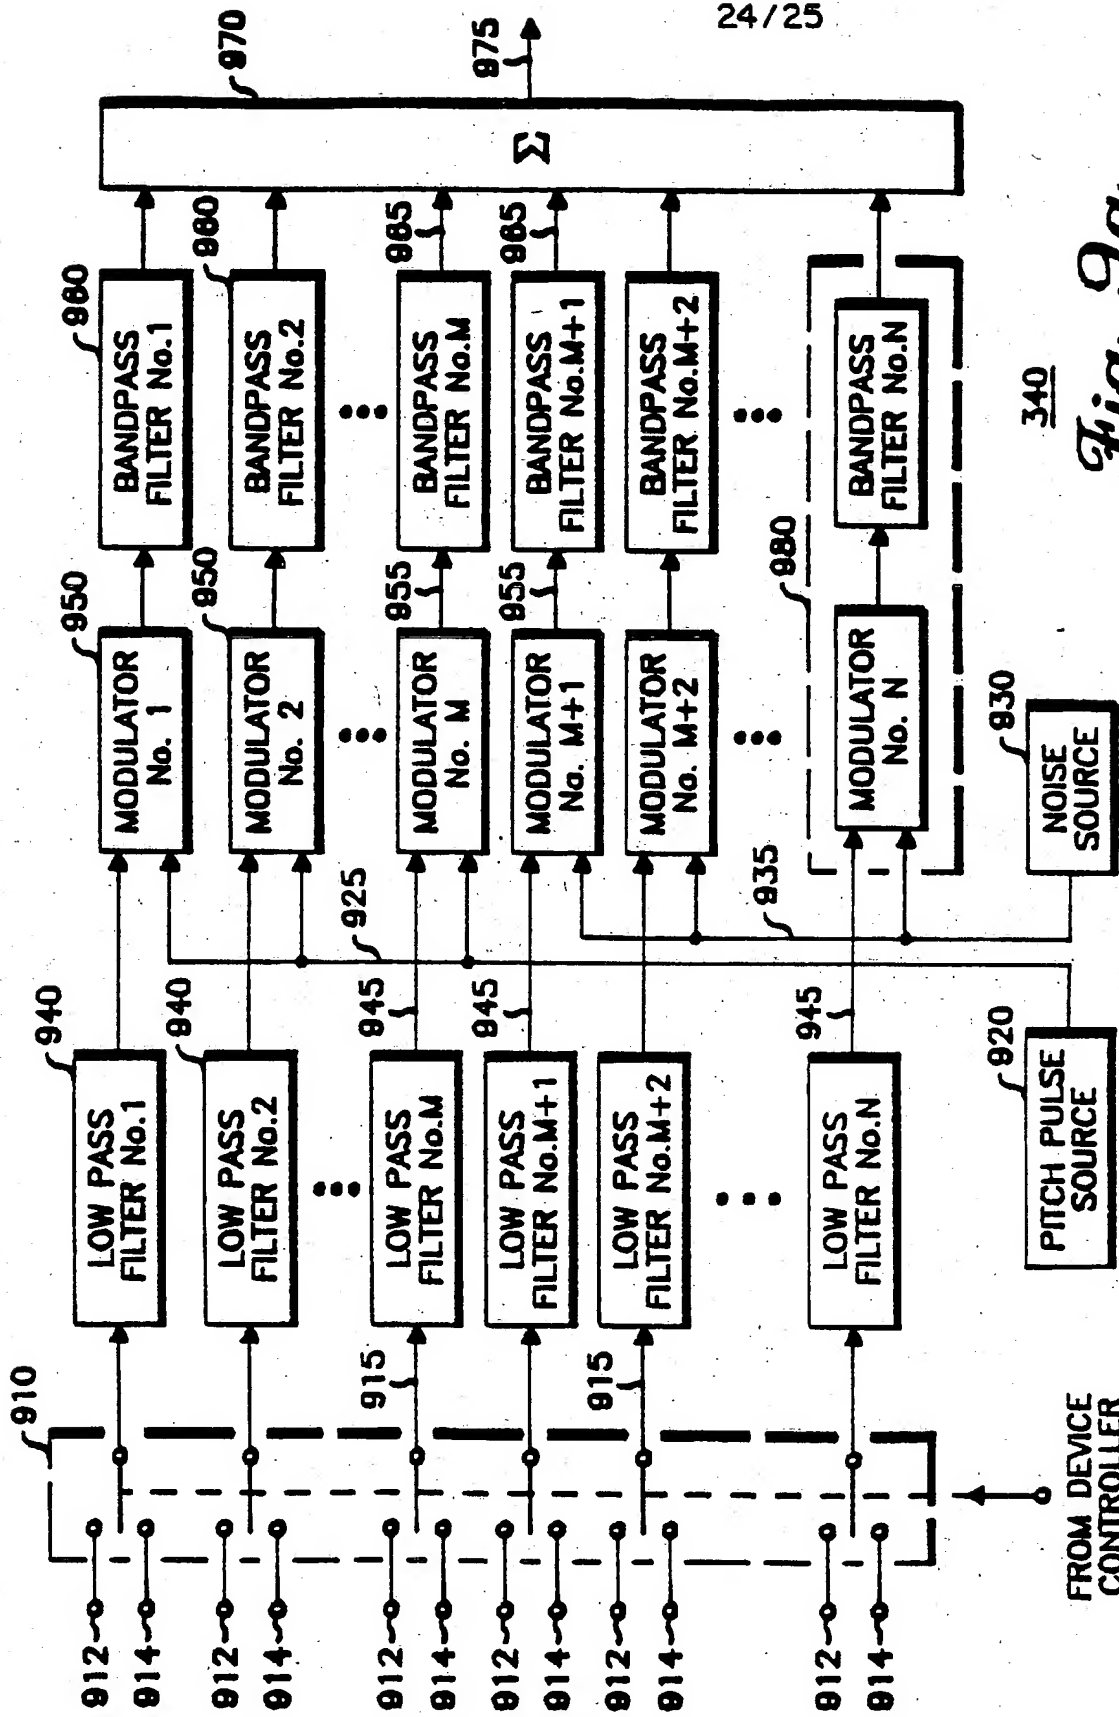 24/25
910
940
950
960
970
912
914
LOW PASS
FILTER No.1
MODULATOR
No. 1
BANDPASS
FILTER No.1
940
950
960
912
914
LOW PASS
FILTER No.2
MODULATOR
No. 2
BANDPASS
FILTER No.2
925
912
914
915
LOW PASS
FILTER No.M
945
MODULATOR
No. M
955
BANDPASS
FILTER No.M
965
Σ
975
912
914
LOW PASS
FILTER No.M+1
945
MODULATOR
No. M+1
955
BANDPASS
FILTER No.M+1
965
912
914
915
LOW PASS
FILTER No.M+2
MODULATOR
No. M+2
BANDPASS
FILTER No.M+2
935
980
912
914
LOW PASS
FILTER No.N
945
MODULATOR
No. N
BANDPASS
FILTER No.N
920
930
FROM DEVICE
CONTROLLER
PITCH PULSE
SOURCE
NOISE
SOURCE
340
Fig. 9a